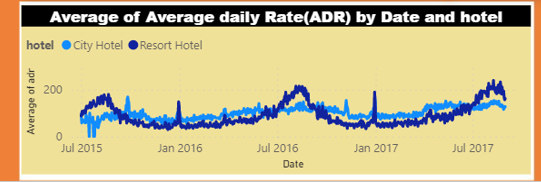 Average of Average daily Rate(ADR) by Date and hotel
hotel City Hotel Resort Hotel
Average of adr
200
0
Jul 2015 Jan 2016 Jul 2016 Jan 2017 Jul 2017
Date